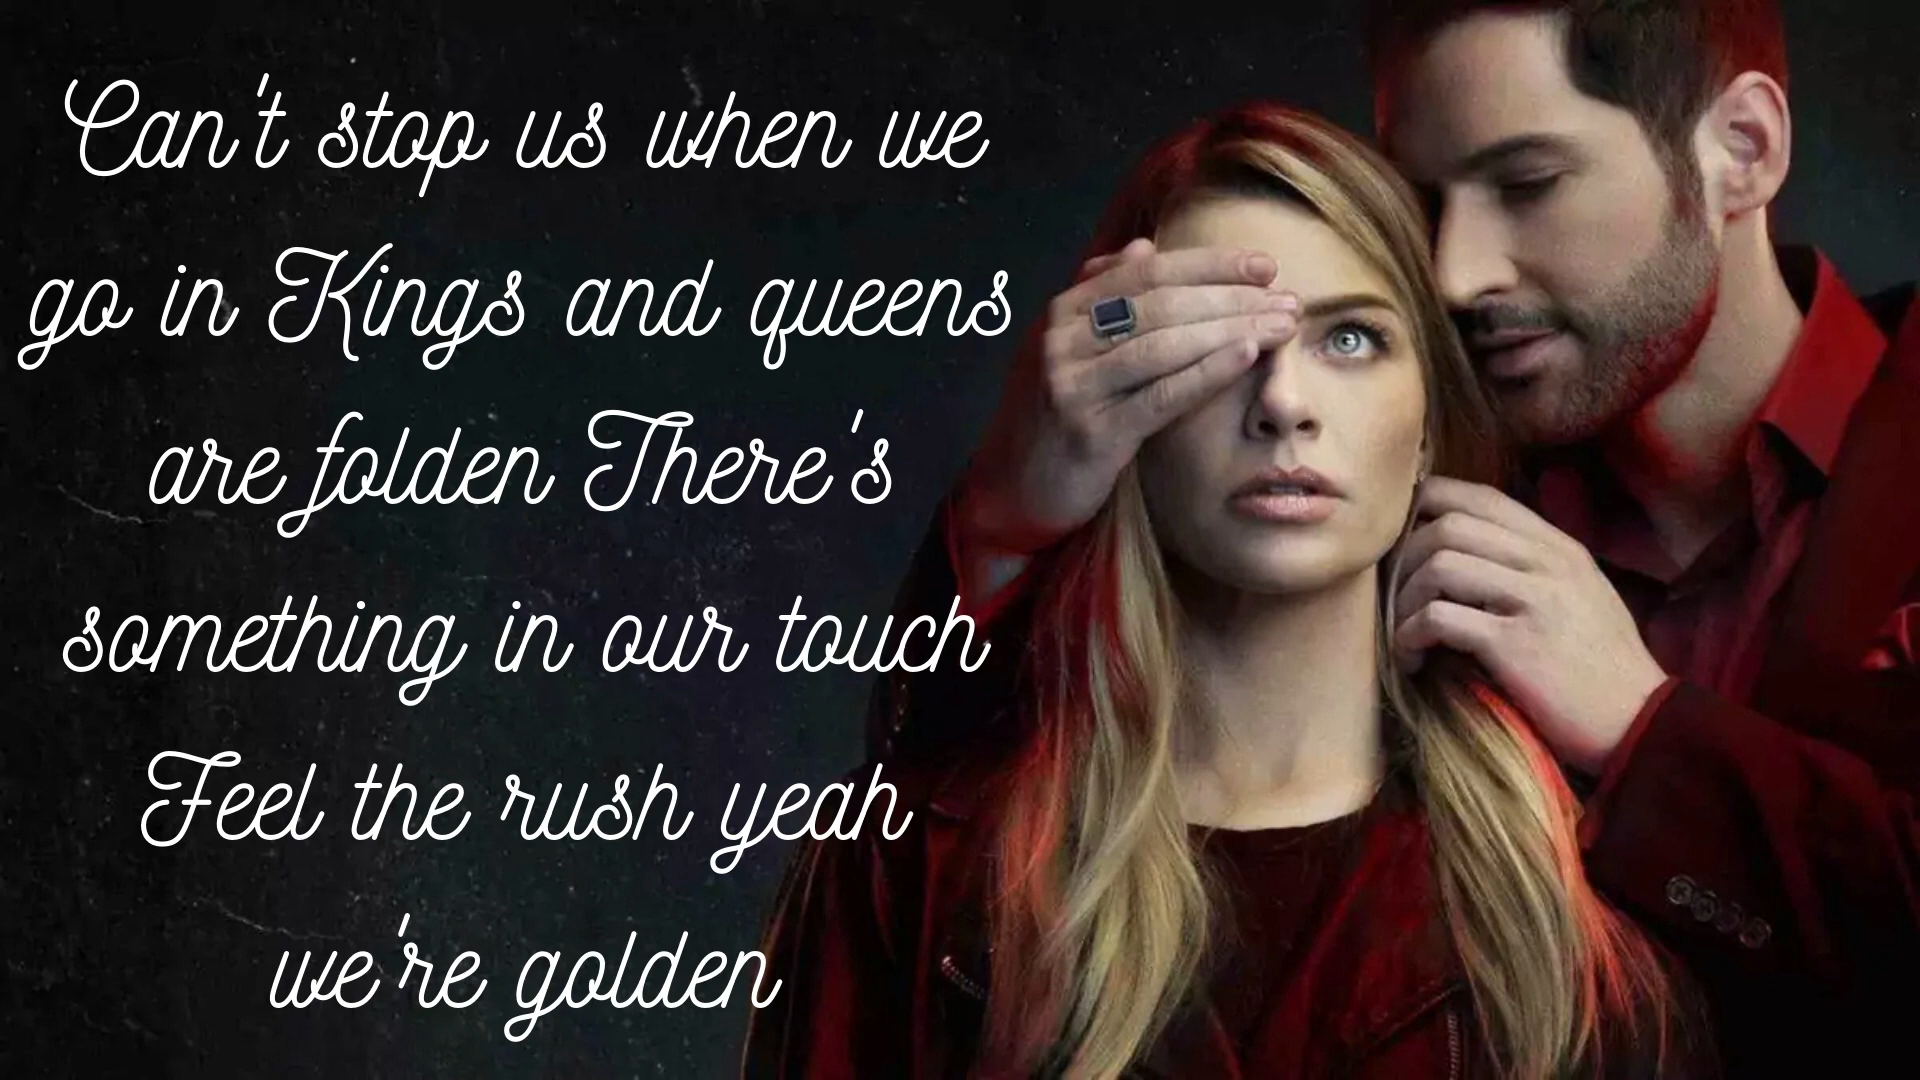 Can't stop us when we
go in Kings and queens
are folden There's
something in our touch
Feel the rush yeah
we're golden